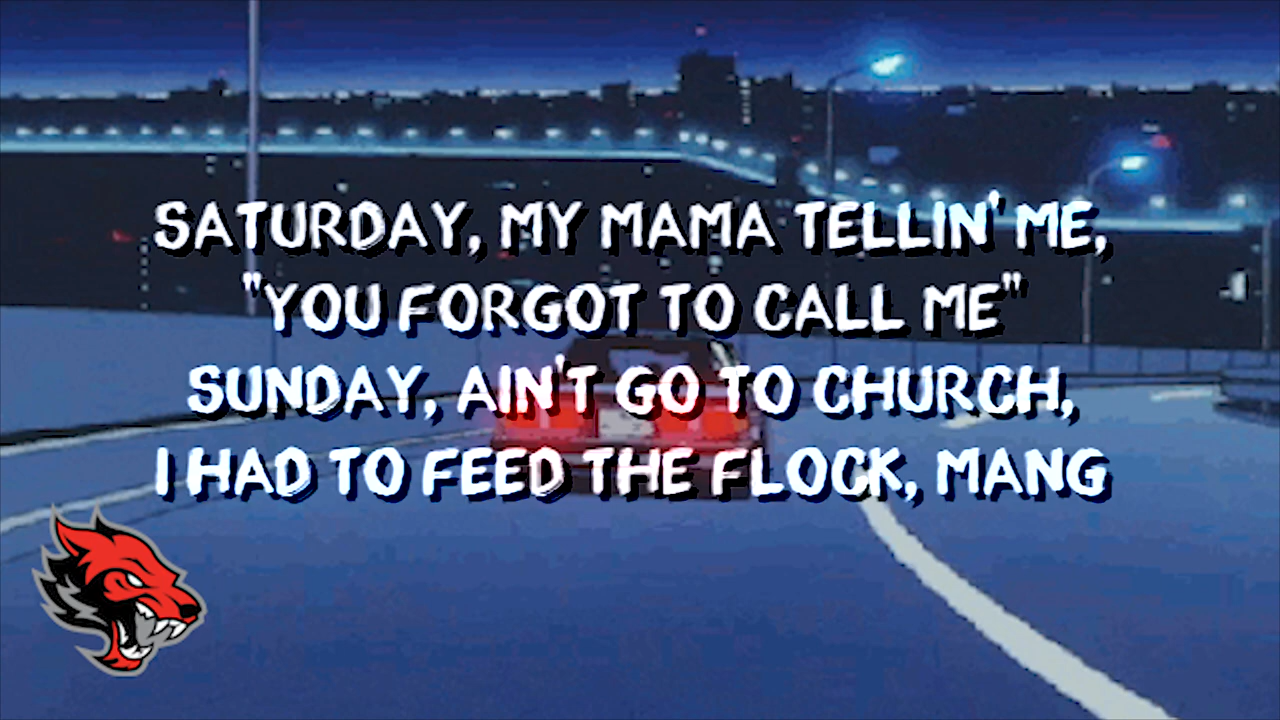 SATURDAY, MY MAMA TELLIN' ME,
"YOU FORGOT TO CALL ME"
SUNDAY, AIN'T GO TO CHURCH,
I HAD TO FEED THE FLOCK, MANG